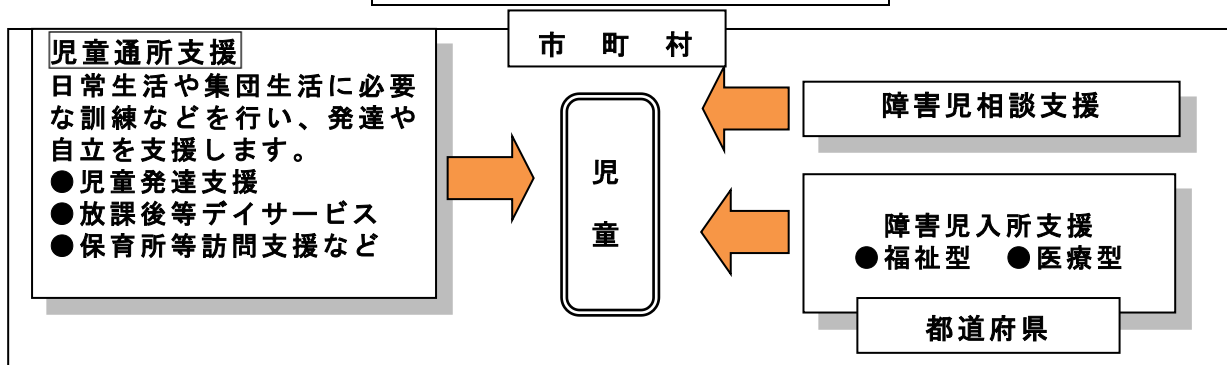 市町村
児童通所支援
日常生活や集団生活に必要
な訓練などを行い、発達や
自立を支援します。
●児童発達支援
●放課後等デイサービス
●保育所等訪問支援など
児
童
障害児相談支援
障害児入所支援
●福祉型 ●医療型
都道府県